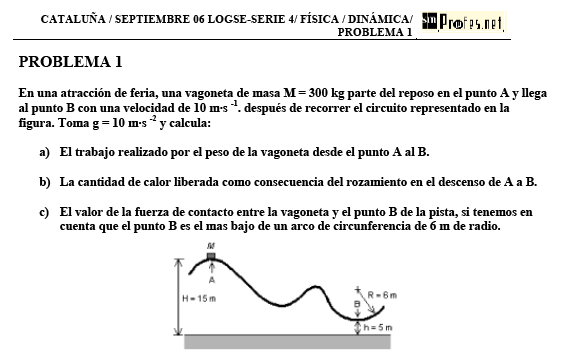 CATALUÑA / SEPTIEMBRE 06 LOGSE-SERIE 4/ FÍSICA / DINÁMICA/
PROBLEMA 1
sin Profes.net
PROBLEMA 1
En una atracción de feria, una vagoneta de masa M = 300 kg parte del reposo en el punto A y llega
al punto B con una velocidad de 10 m·s⁻¹. después de recorrer el circuito representado en la
figura. Toma g = 10 m·s⁻² y calcula:
a) El trabajo realizado por el peso de la vagoneta desde el punto A al B.
b) La cantidad de calor liberada como consecuencia del rozamiento en el descenso de A a B.
c) El valor de la fuerza de contacto entre la vagoneta y el punto B de la pista, si tenemos en
cuenta que el punto B es el mas bajo de un arco de circunferencia de 6 m de radio.
M
A
H = 15 m
R = 6 m
B
h = 5 m